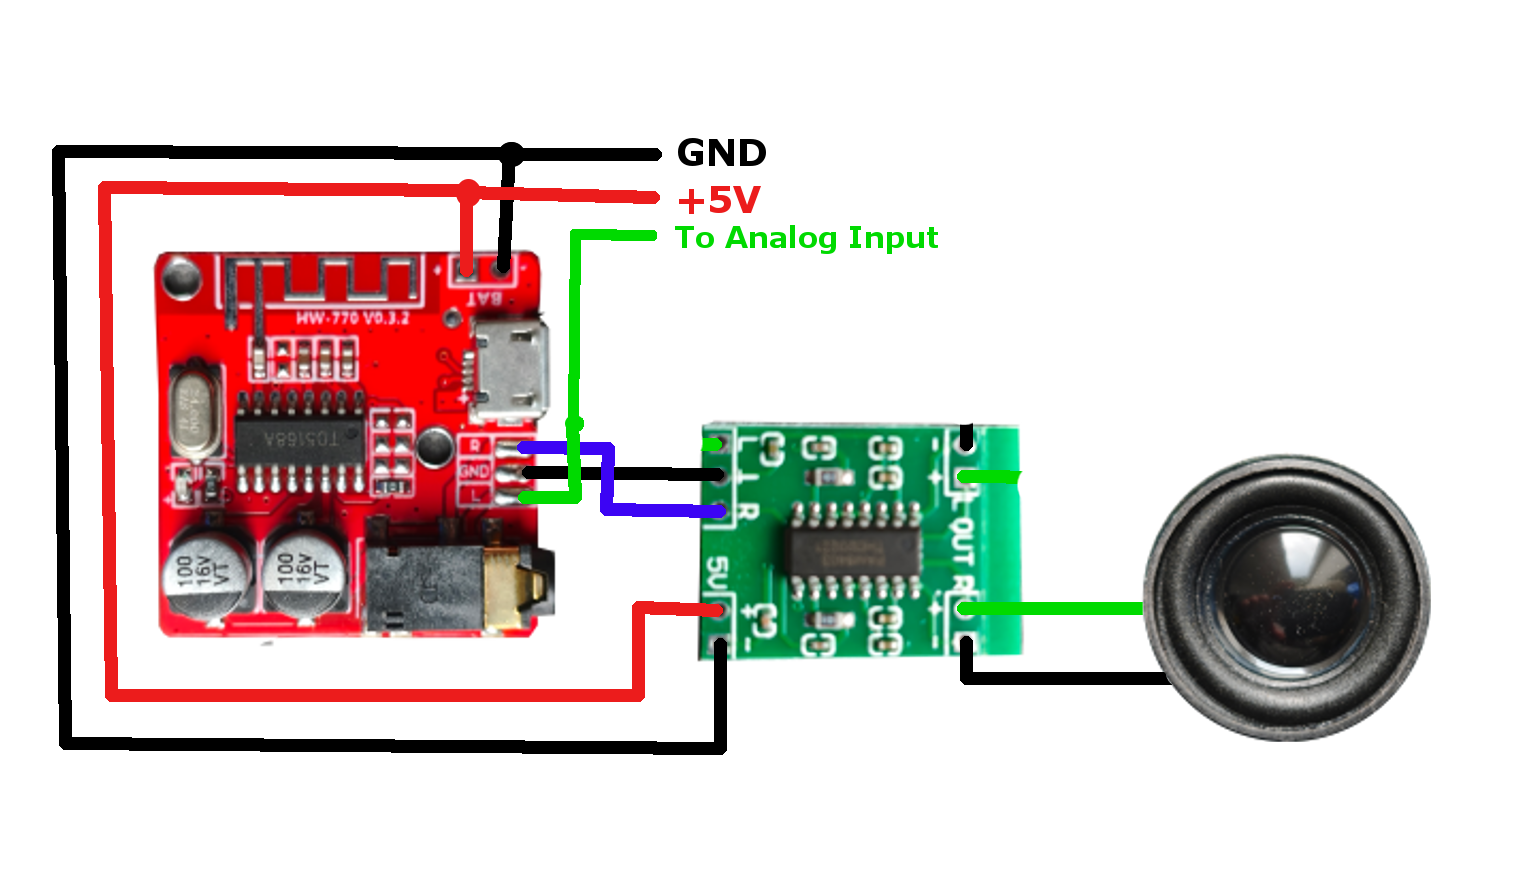 GND
+5V
To Analog Input
+ -
BAT
HW-770 V0.3.2
TD5168A
R
GND
L
100
16V
VT
100
16V
VT
L
T
R
5V
+
-
-
+
L OUT R
+
-